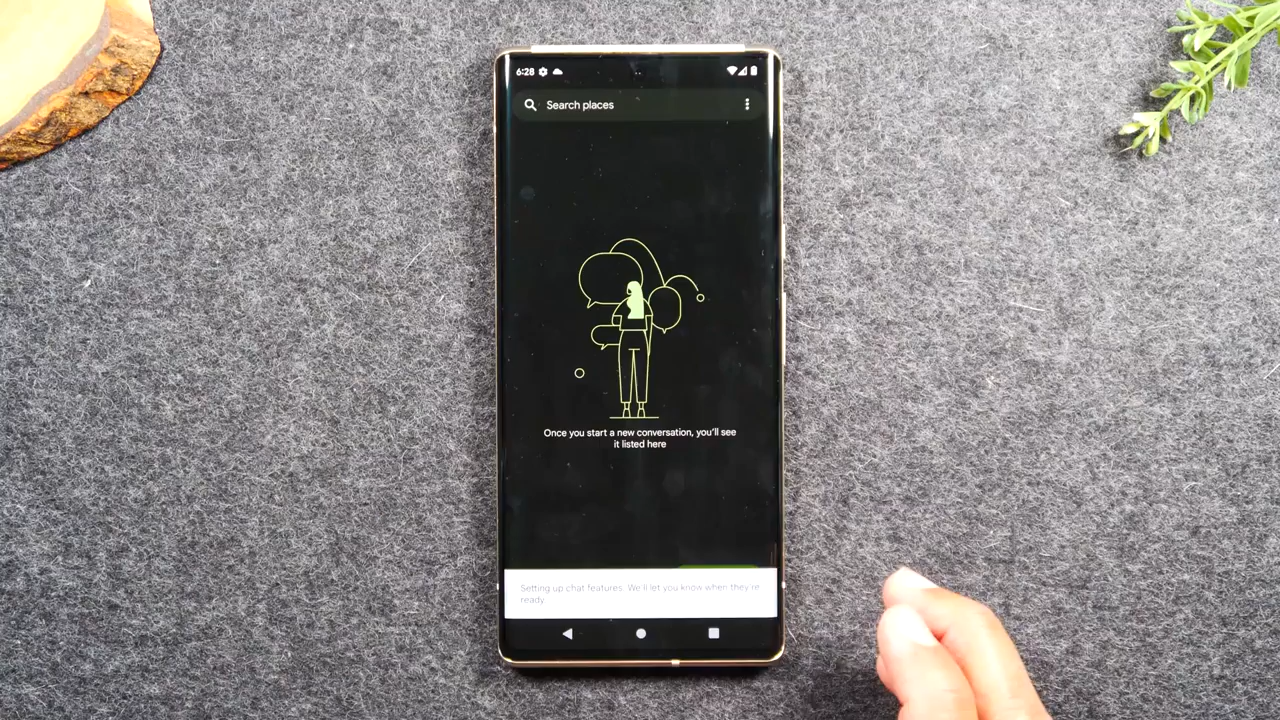 6:28
Search places
Once you start a new conversation, you'll see
it listed here
Setting up chat features. We'll let you know when they're
ready